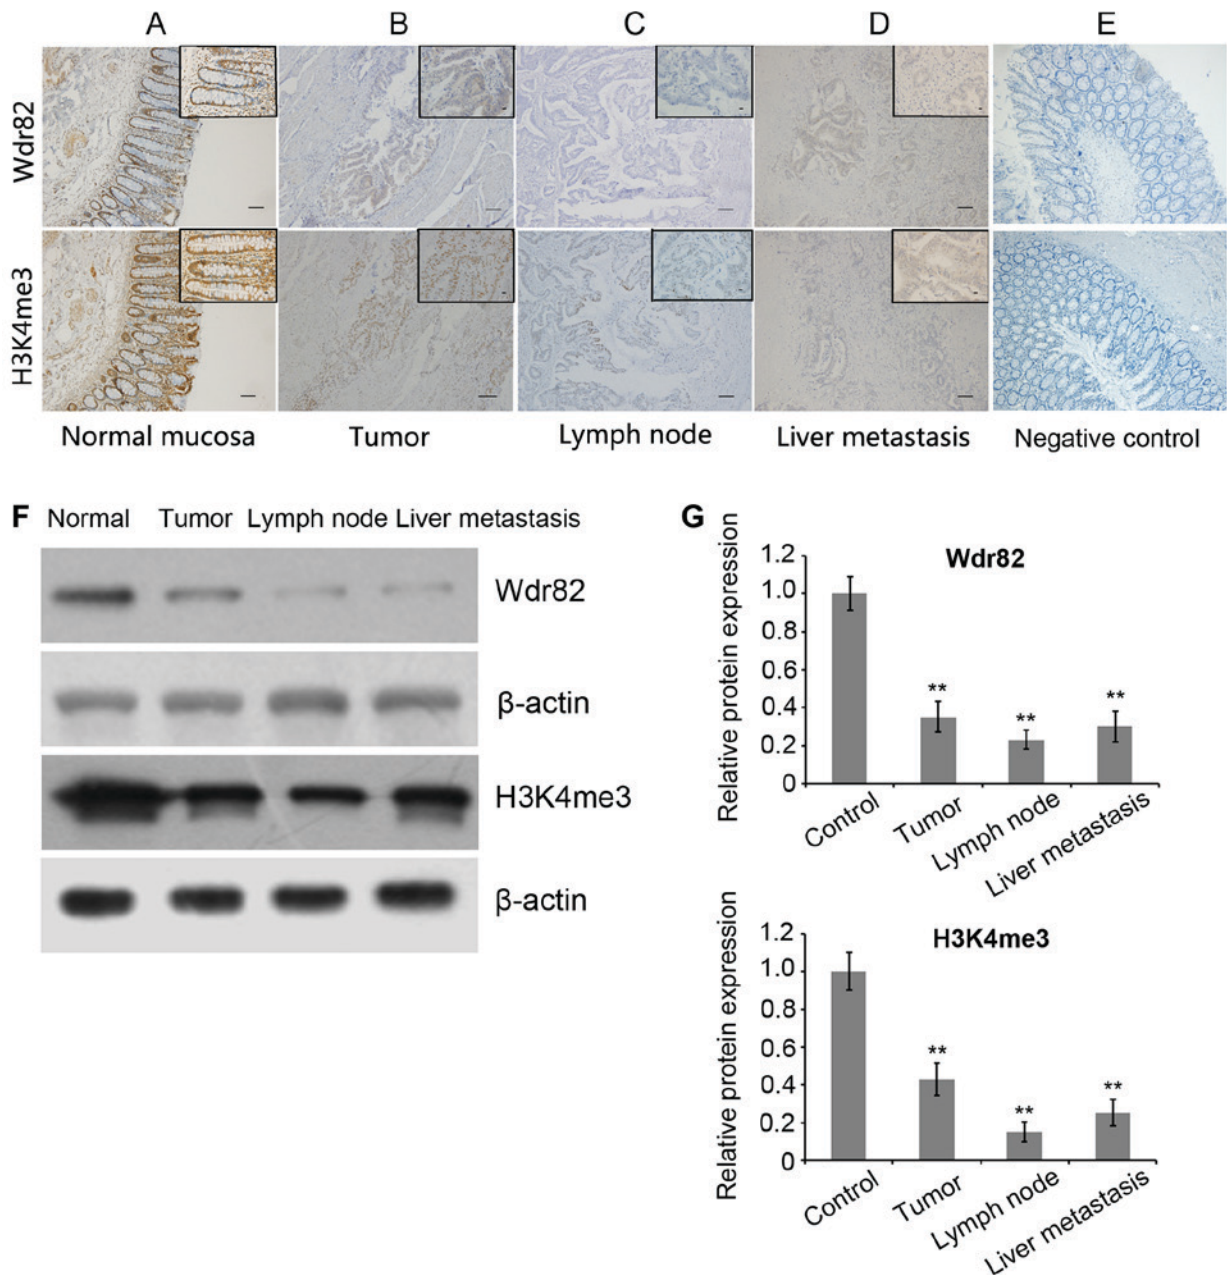 A B C D E
Wdr82
H3K4me3
Normal mucosa Tumor Lymph node Liver metastasis Negative control
F Normal Tumor Lymph node Liver metastasis
Wdr82
β-actin
H3K4me3
β-actin
G
Relative protein expression
Wdr82
1.2
1.0
0.8
0.6
0.4
0.2
0
**
**
**
Control
Tumor
Lymph node
Liver metastasis
Relative protein expression
H3K4me3
1.2
1.0
0.8
0.6
0.4
0.2
0
**
**
**
Control
Tumor
Lymph node
Liver metastasis